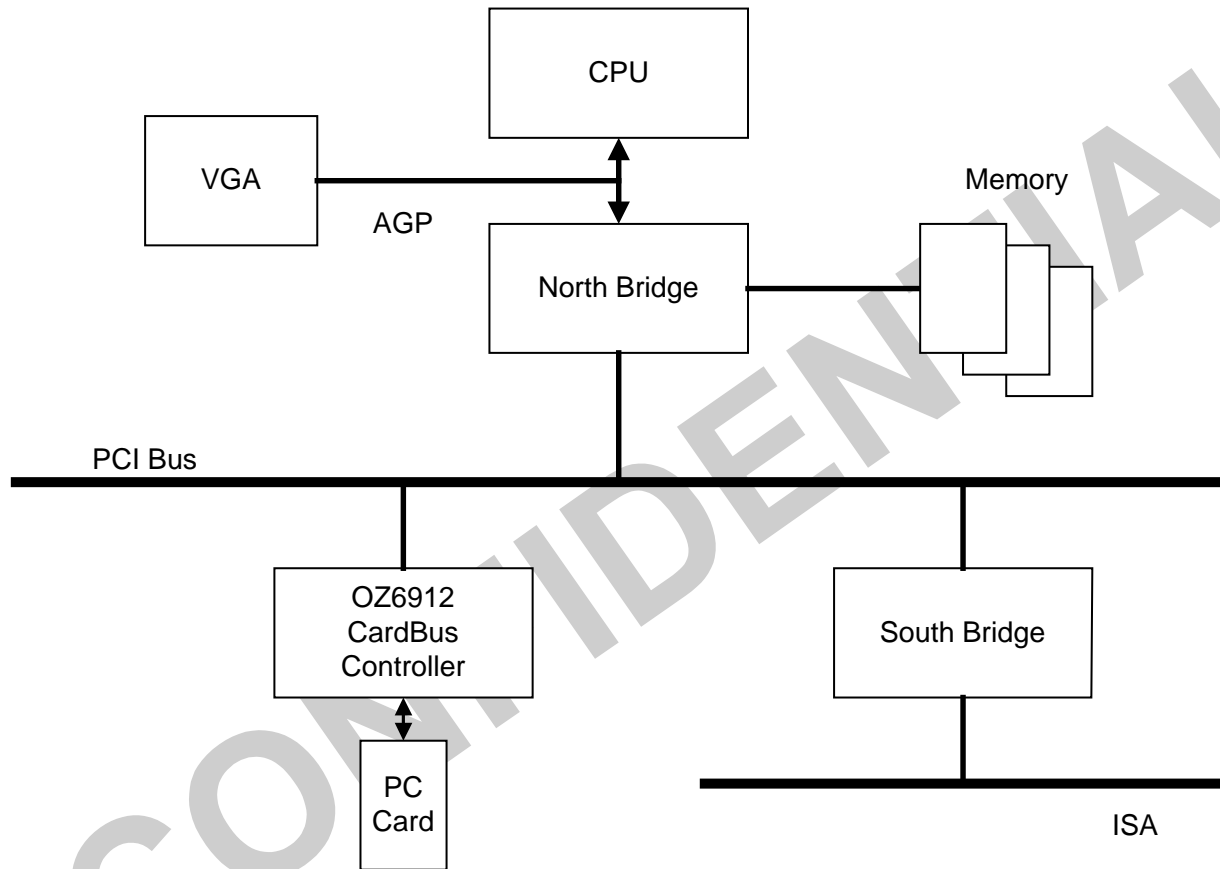 CPU
VGA
Memory
AGP
North Bridge
PCI Bus
OZ6912
CardBus
Controller
South Bridge
PC
Card
ISA
CONFIDENTIAL